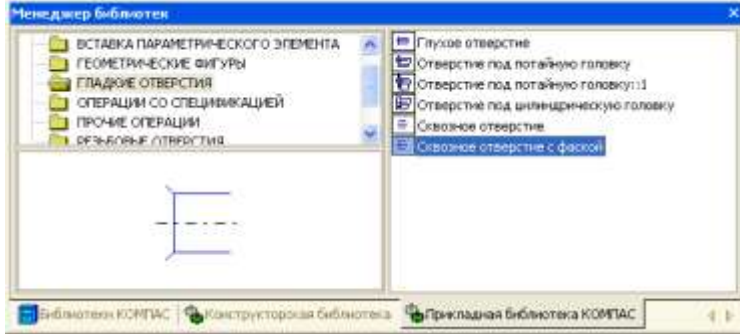 Менеджер библиотек
ВСТАВКА ПАРАМЕТРИЧЕСКОГО ЭЛЕМЕНТА
ГЕОМЕТРИЧЕСКИЕ ФИГУРЫ
ГЛАДКИЕ ОТВЕРСТИЯ
ОПЕРАЦИИ СО СПЕЦИФИКАЦИЕЙ
ПРОЧИЕ ОПЕРАЦИИ
РЕЗЬБОВЫЕ ОТВЕРСТИЯ
Глухое отверстие
Отверстие под потайную головку
Отверстие под потайную головку::1
Отверстие под цилиндрическую головку
Сквозное отверстие
Сквозное отверстие с фаской
Библиотеки КОМПАС
Конструкторская библиотека
Прикладная библиотека КОМПАС